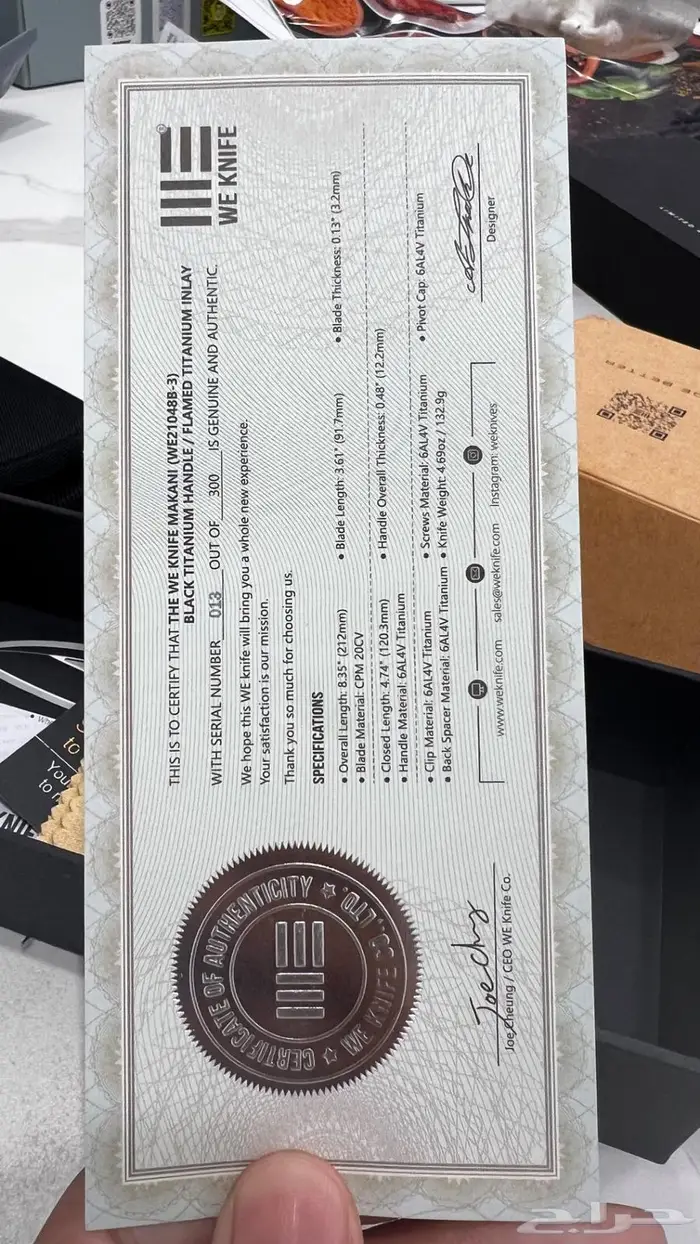 WE KNIFE
THIS IS TO CERTIFY THAT THE WE KNIFE MAKANI (WE21048B-3)
BLACK TITANIUM HANDLE / FLAMED TITANIUM INLAY
WITH SERIAL NUMBER 013 OUT OF 300 IS GENUINE AND AUTHENTIC.
We hope this WE knife will bring you a whole new experience.
Your satisfaction is our mission.
Thank you so much for choosing us.
SPECIFICATIONS
• Overall Length: 8.35" (212mm) • Blade Length: 3.61" (91.7mm) • Blade Thickness: 0.13" (3.2mm)
• Blade Material: CPM 20CV
• Closed Length: 4.74" (120.3mm) • Handle Overall Thickness: 0.48" (12.2mm)
• Handle Material: 6AL4V Titanium
• Clip Material: 6AL4V Titanium • Screws Material: 6AL4V Titanium • Pivot Cap: 6AL4V Titanium
• Back Spacer Material: 6AL4V Titanium • Knife Weight: 4.69oz / 132.9g
www.weknife.com sales@weknife.com Instagram: weknives
CERTIFICATE OF AUTHENTICITY
WE KNIFE CO., LTD.
Joe Cheung / CEO WE Knife Co.
Designer
LIMITED
BETTER
You
to
حراج